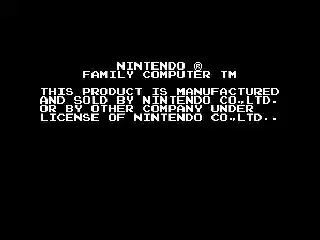 NINTENDO ®
FAMILY COMPUTER TM
THIS PRODUCT IS MANUFACTURED
AND SOLD BY NINTENDO CO.,LTD.
OR BY OTHER COMPANY UNDER
LICENSE OF NINTENDO CO.,LTD..